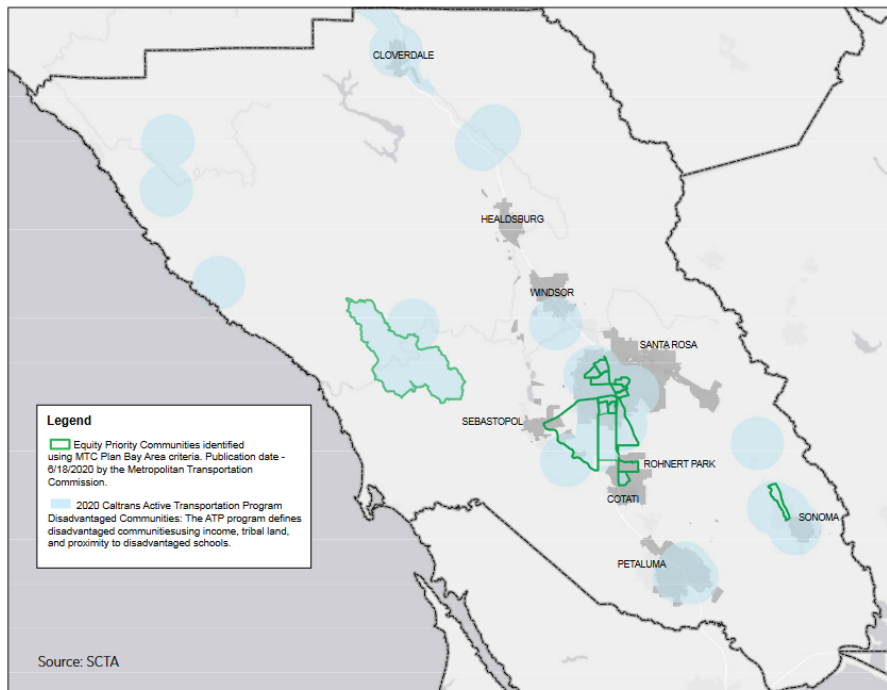 CLOVERDALE
HEALDSBURG
WINDSOR
SANTA ROSA
SEBASTOPOL
ROHNERT PARK
COTATI
SONOMA
PETALUMA
Legend
Equity Priority Communities identified
using MTC Plan Bay Area criteria. Publication date -
6/18/2020 by the Metropolitan Transportation
Commission.
2020 Caltrans Active Transportation Program
Disadvantaged Communities: The ATP program defines
disadvantaged communitiesusing income, tribal land,
and proximity to disadvantaged schools.
Source: SCTA